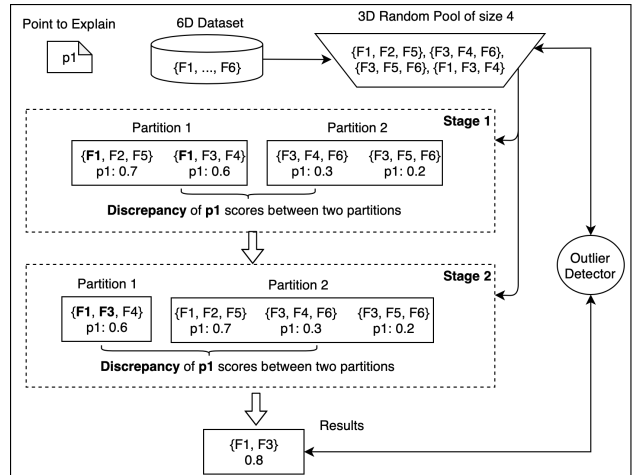 Point to Explain
p1
6D Dataset
{F1, ..., F6}
3D Random Pool of size 4
{F1, F2, F5}, {F3, F4, F6},
{F3, F5, F6}, {F1, F3, F4}
Stage 1
Partition 1
Partition 2
{F1, F2, F5} {F1, F3, F4}
p1: 0.7 p1: 0.6
{F3, F4, F6} {F3, F5, F6}
p1: 0.3 p1: 0.2
Discrepancy of p1 scores between two partitions
Outlier
Detector
Stage 2
Partition 1
Partition 2
{F1, F3, F4}
p1: 0.6
{F1, F2, F5} {F3, F4, F6} {F3, F5, F6}
p1: 0.7 p1: 0.3 p1: 0.2
Discrepancy of p1 scores between two partitions
Results
{F1, F3}
0.8